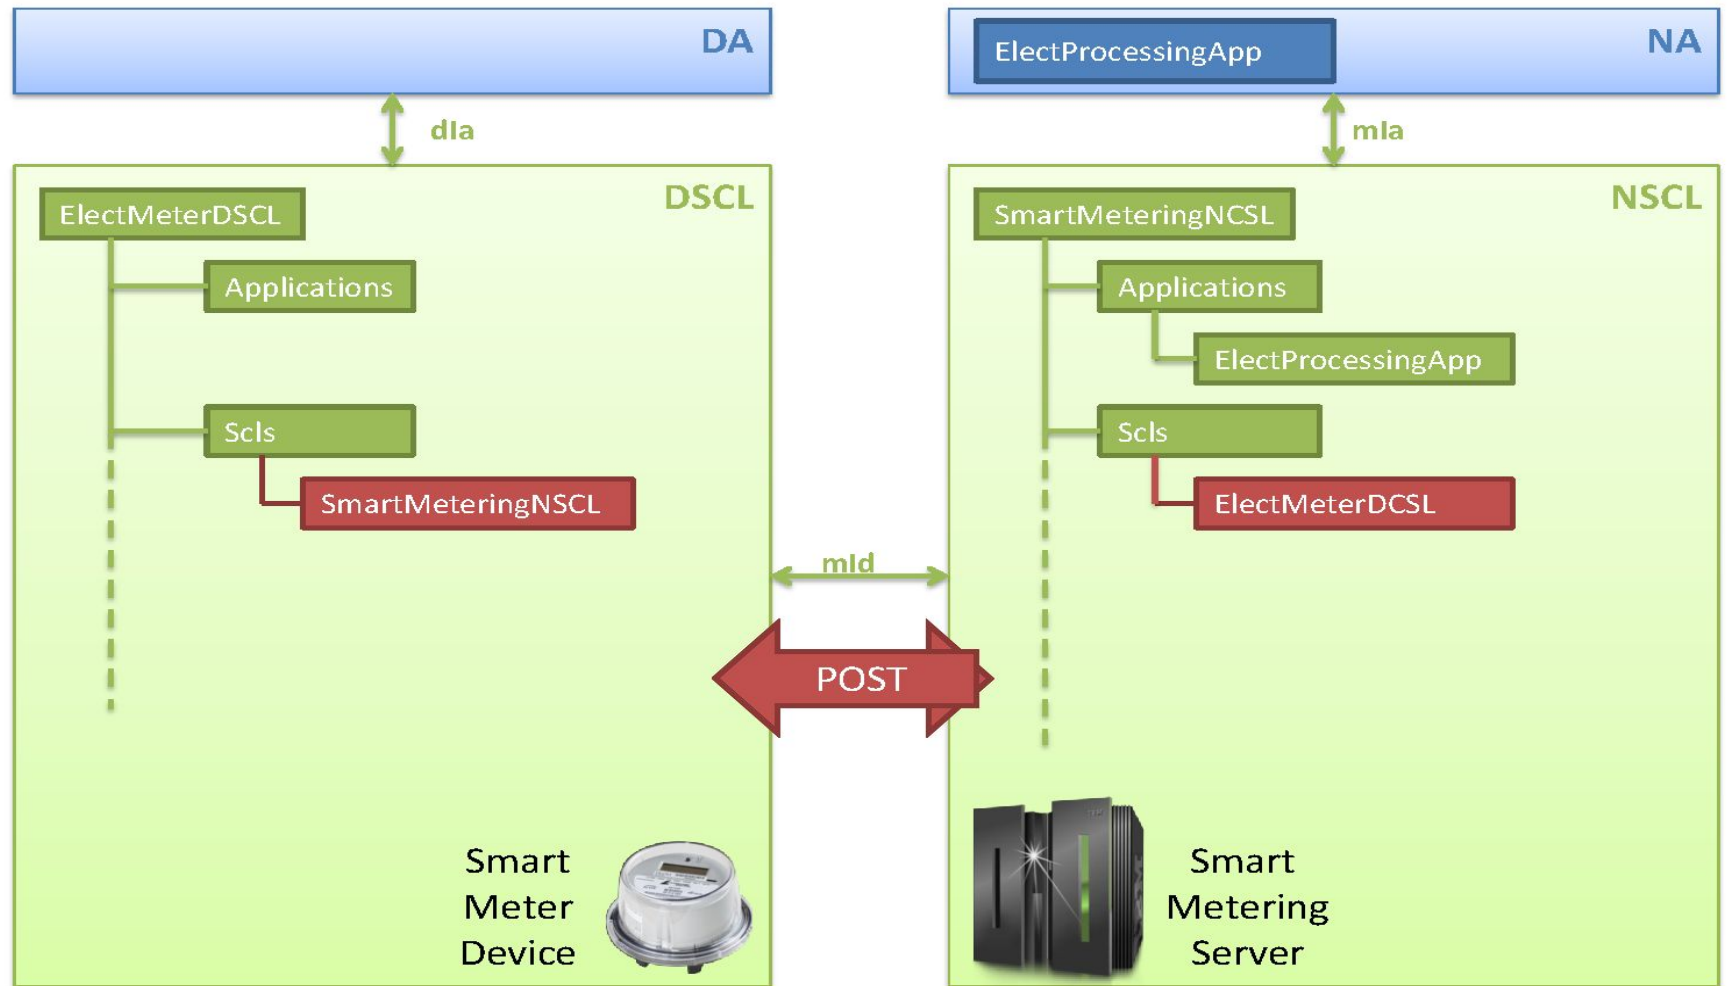 DA
ElectProcessingApp
NA
dIa
mIa
DSCL
NSCL
ElectMeterDSCL
SmartMeteringNCSL
Applications
Applications
ElectProcessingApp
Scls
Scls
SmartMeteringNSCL
ElectMeterDCSL
mId
POST
Smart
Meter
Device
Smart
Metering
Server